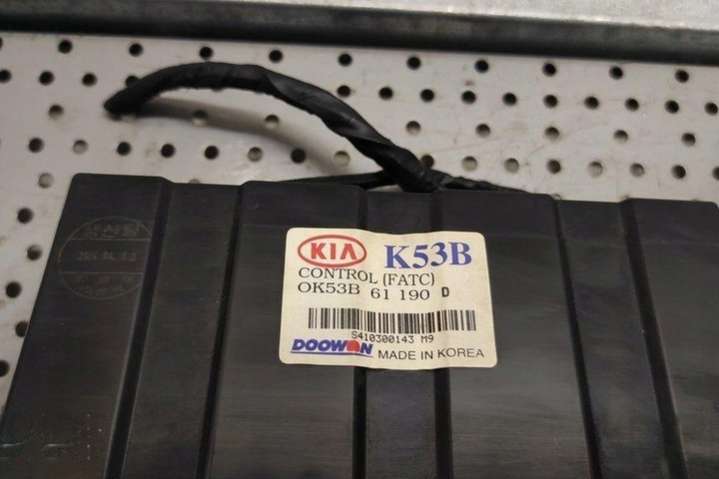 KIA K53B
CONTROL (FATC)
OK53B 61 190 D
S410300143 M9
DOOWON MADE IN KOREA